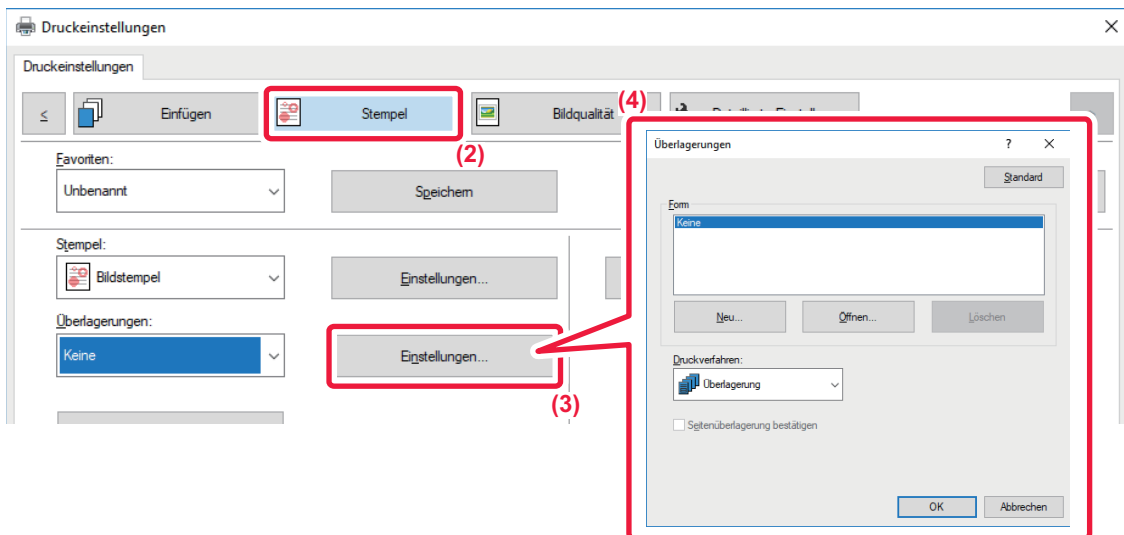 Druckeinstellungen
Druckeinstellungen
< Einfügen Stempel Bildqualität
(2)
(4)
Favoriten:
Unbenannt Speichern
Stempel:
Bildstempel Einstellungen...
Überlagerungen:
Keine Einstellungen...
(3)
Überlagerungen ?
Standard
Form
Keine
Neu... Öffnen... Löschen
Druckverfahren:
Überlagerung
Seitenüberlagerung bestätigen
OK Abbrechen